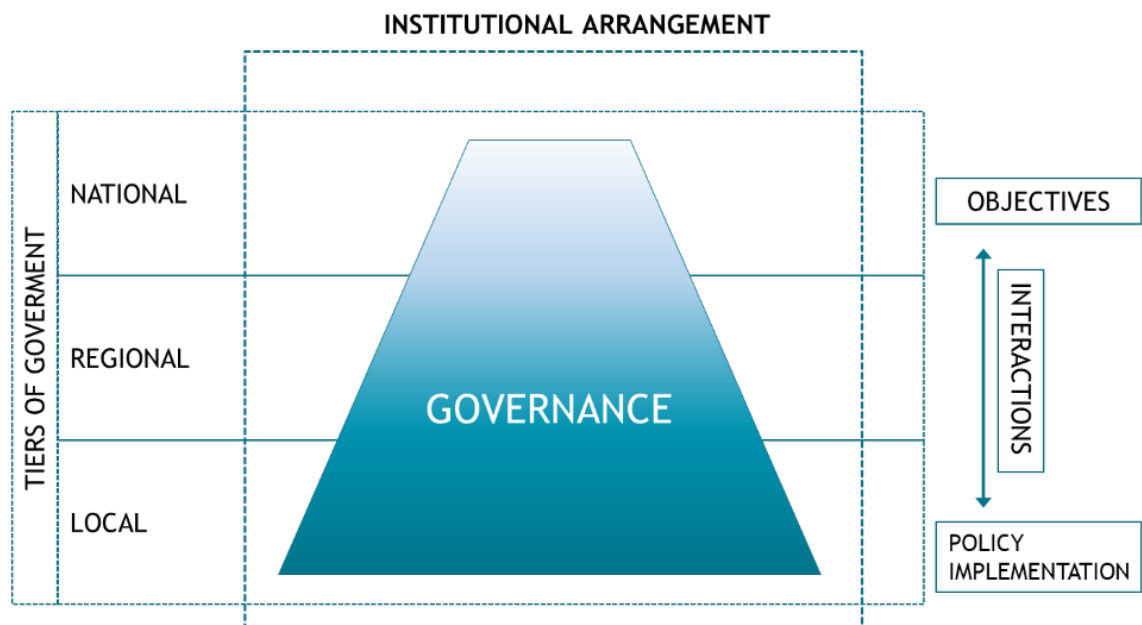 INSTITUTIONAL ARRANGEMENT
TIERS OF GOVERMENT
NATIONAL
REGIONAL
LOCAL
GOVERNANCE
OBJECTIVES
INTERACTIONS
POLICY
IMPLEMENTATION